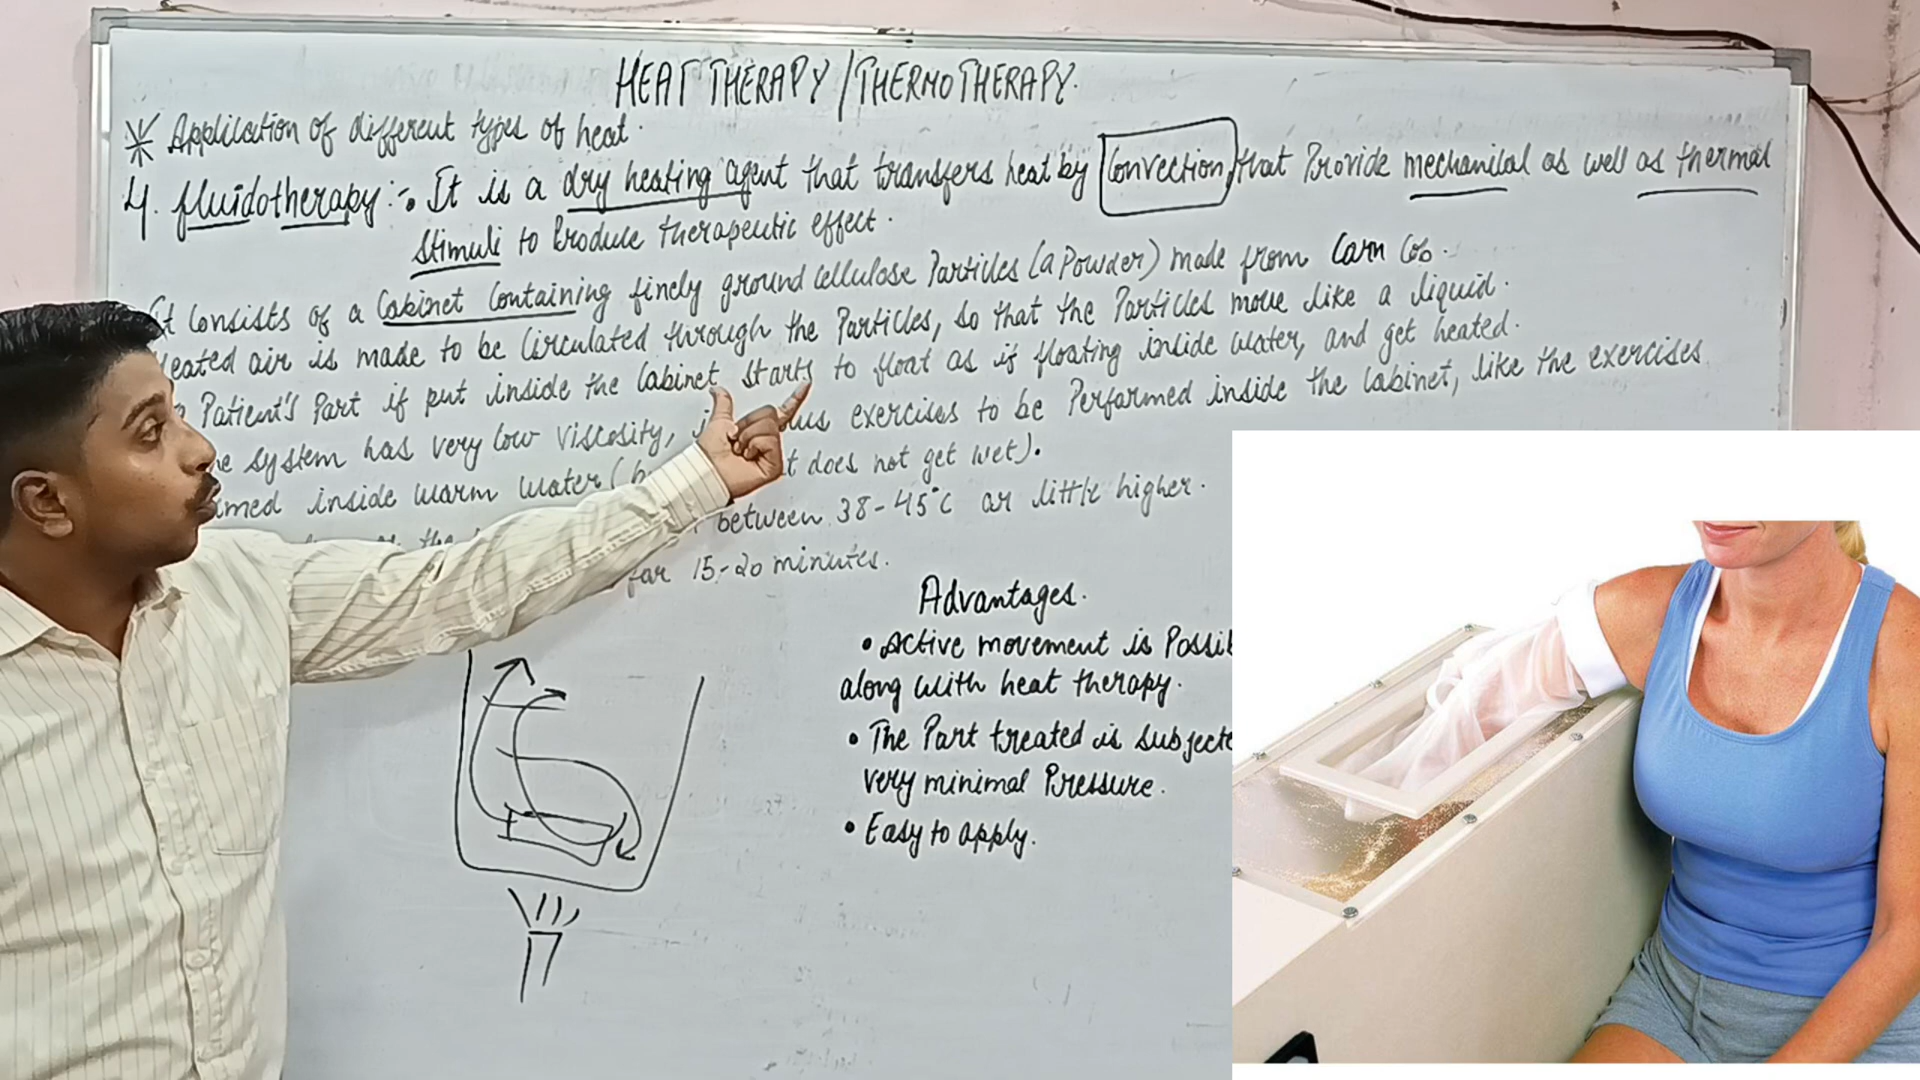 HEAT THERAPY/THERMOTHERAPY.
* Application of different types of heat.
4. fluidotherapy:-. It is a dry heating agent that transfers heat by Convection that Provide mechanical as well as thermal
Stimuli to Produce therapeutic effect.
It Consists of a Cabinet Containing finely ground cellulose Particles (a Powder) made from Corn Cob.
eated air is made to be Circulated through the Particles, so that the Particles move like a liquid.
Patient's Part if put inside the Cabinet starts to float as if floating inside water, and get heated.
he System has very low viscosity, exercises to be Performed inside the cabinet, like the exercises
med inside warm water ( t does not get wet).
the between 38-45°C or little higher.
for 15-20 minutes.
Advantages.
• Active movement is Possib
along with heat therapy.
• The Part treated is subjecte
very minimal Pressure.
• Easy to apply.